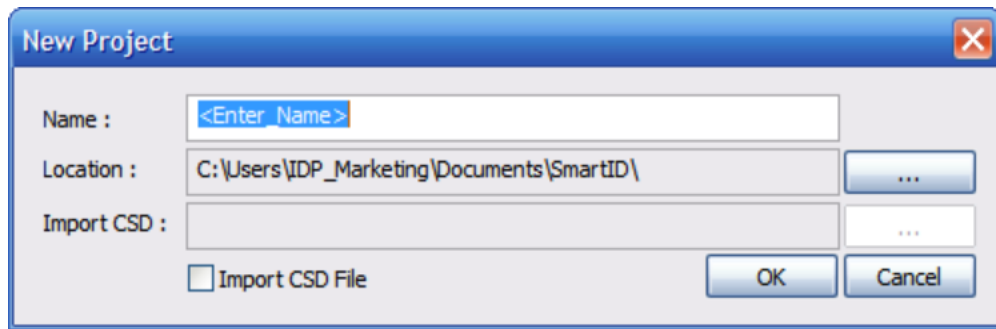 New Project
Name :
<Enter_Name>
Location :
C:\Users\IDP_Marketing\Documents\SmartID\
...
Import CSD :
...
Import CSD File
OK
Cancel